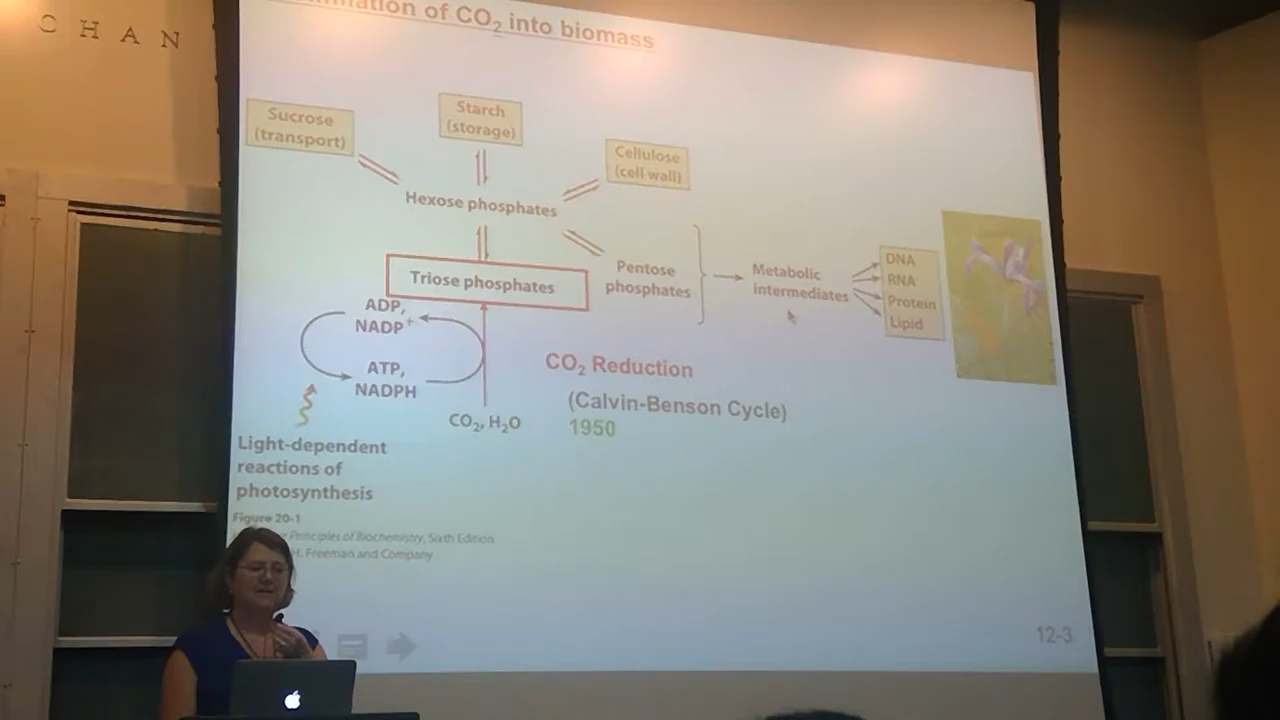 C H A N
of CO₂ into biomass
Sucrose
(transport)
Starch
(storage)
Cellulose
(cell wall)
Hexose phosphates
Triose phosphates
Pentose
phosphates
Metabolic
intermediates
DNA
RNA
Protein
Lipid
ADP,
NADP⁺
ATP,
NADPH
CO₂, H₂O
CO₂ Reduction
(Calvin-Benson Cycle)
1950
Light-dependent
reactions of
photosynthesis
Figure 20-1
Principles of Biochemistry, Sixth Edition
H. Freeman and Company
12-3